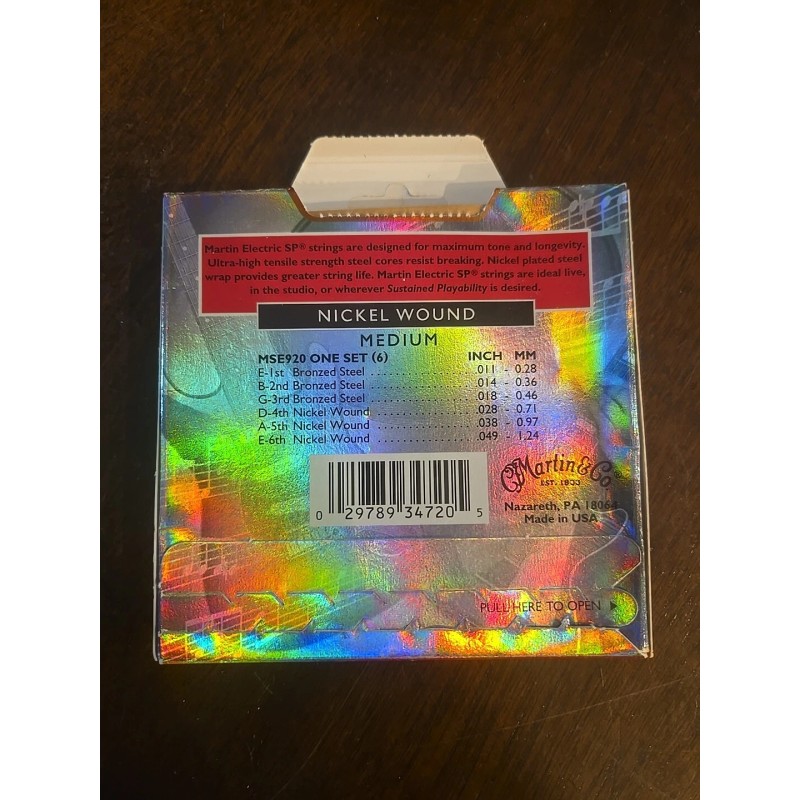 Martin Electric SP® strings are designed for maximum tone and longevity.
Ultra-high tensile strength steel cores resist breaking. Nickel plated steel
wrap provides greater string life. Martin Electric SP® strings are ideal live,
in the studio, or wherever Sustained Playability is desired.
NICKEL WOUND
MEDIUM
MSE920 ONE SET (6) INCH MM
E-1st Bronzed Steel .................... .011 - 0.28
B-2nd Bronzed Steel .................... .014 - 0.36
G-3rd Bronzed Steel .................... .018 - 0.46
D-4th Nickel Wound .................... .028 - 0.71
A-5th Nickel Wound .................... .038 - 0.97
E-6th Nickel Wound .................... .049 - 1.24
CF Martin & Co
EST. 1833
Nazareth, PA 18064
Made in USA
0 29789 34720 5
PULL HERE TO OPEN ▶